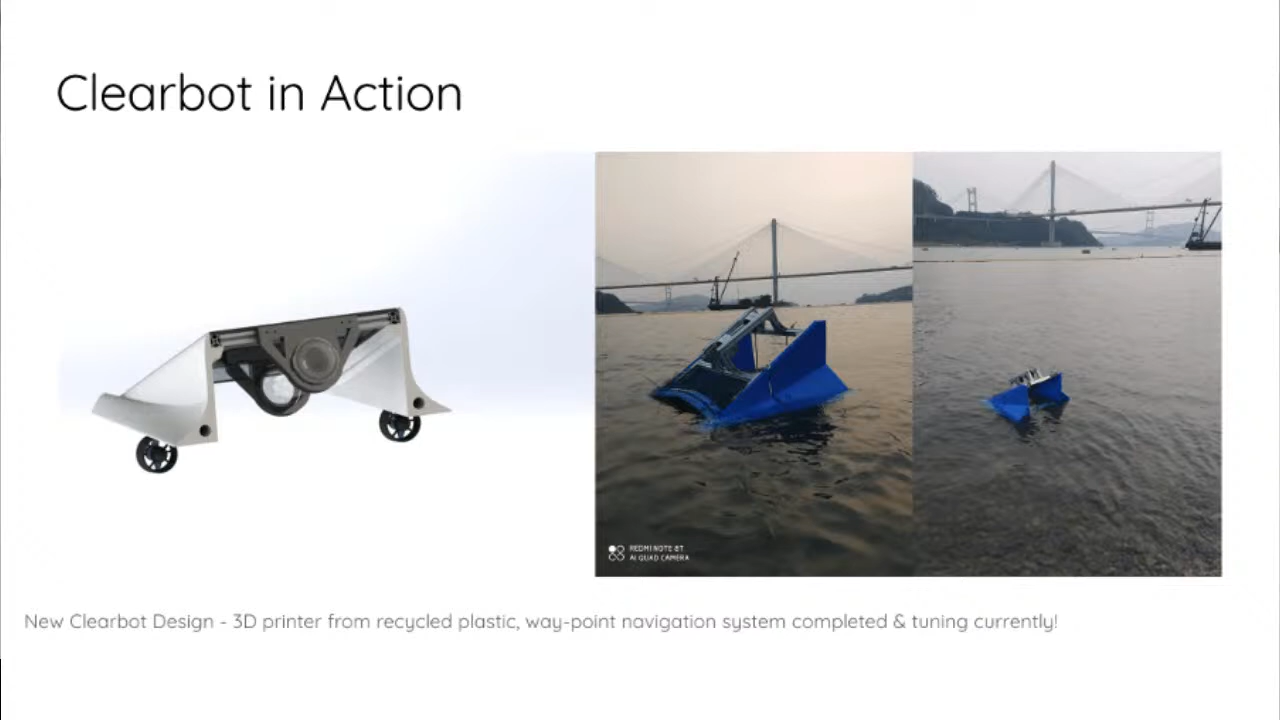 Clearbot in Action
REDMI NOTE 8T
AI QUAD CAMERA
New Clearbot Design - 3D printer from recycled plastic, way-point navigation system completed & tuning currently!